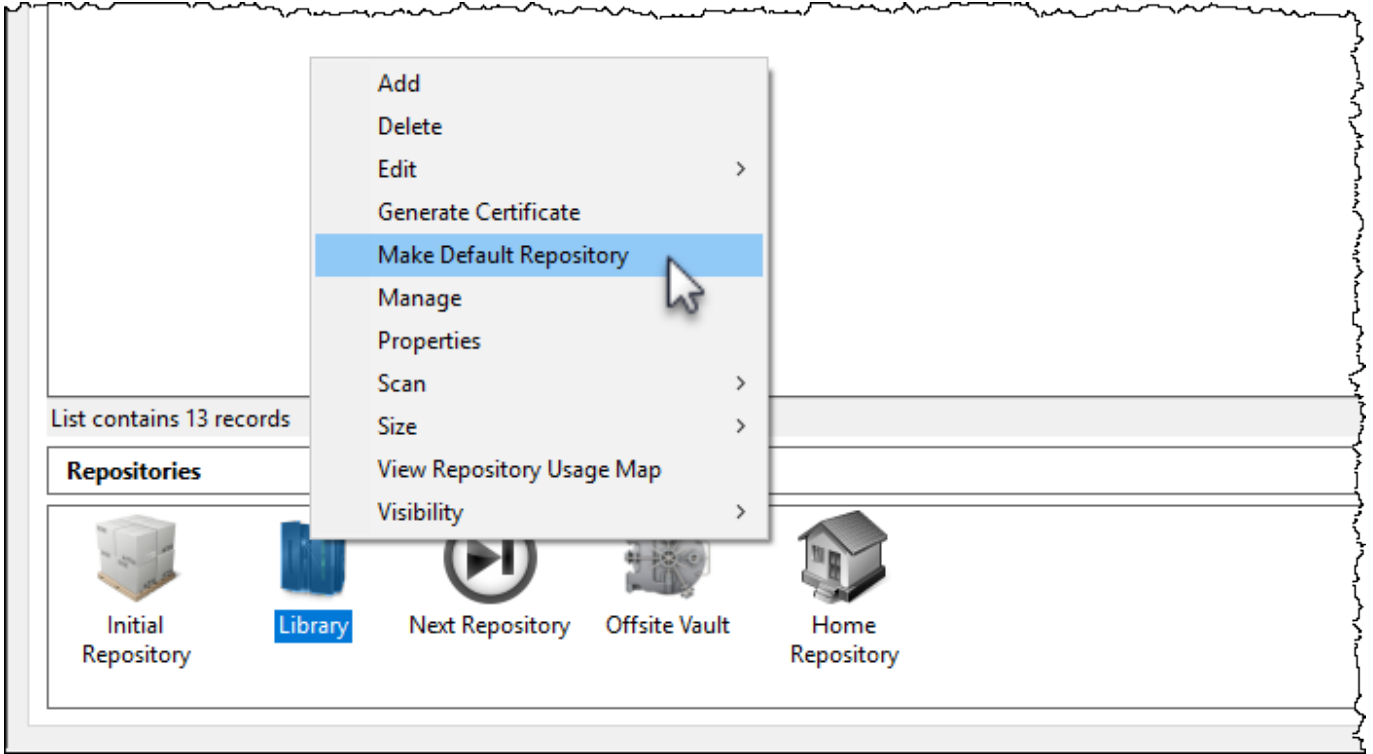 Add
Delete
Edit
Generate Certificate
Make Default Repository
Manage
Properties
Scan
Size
View Repository Usage Map
Visibility
List contains 13 records
Repositories
Initial
Repository
Library
Next Repository
Offsite Vault
Home
Repository